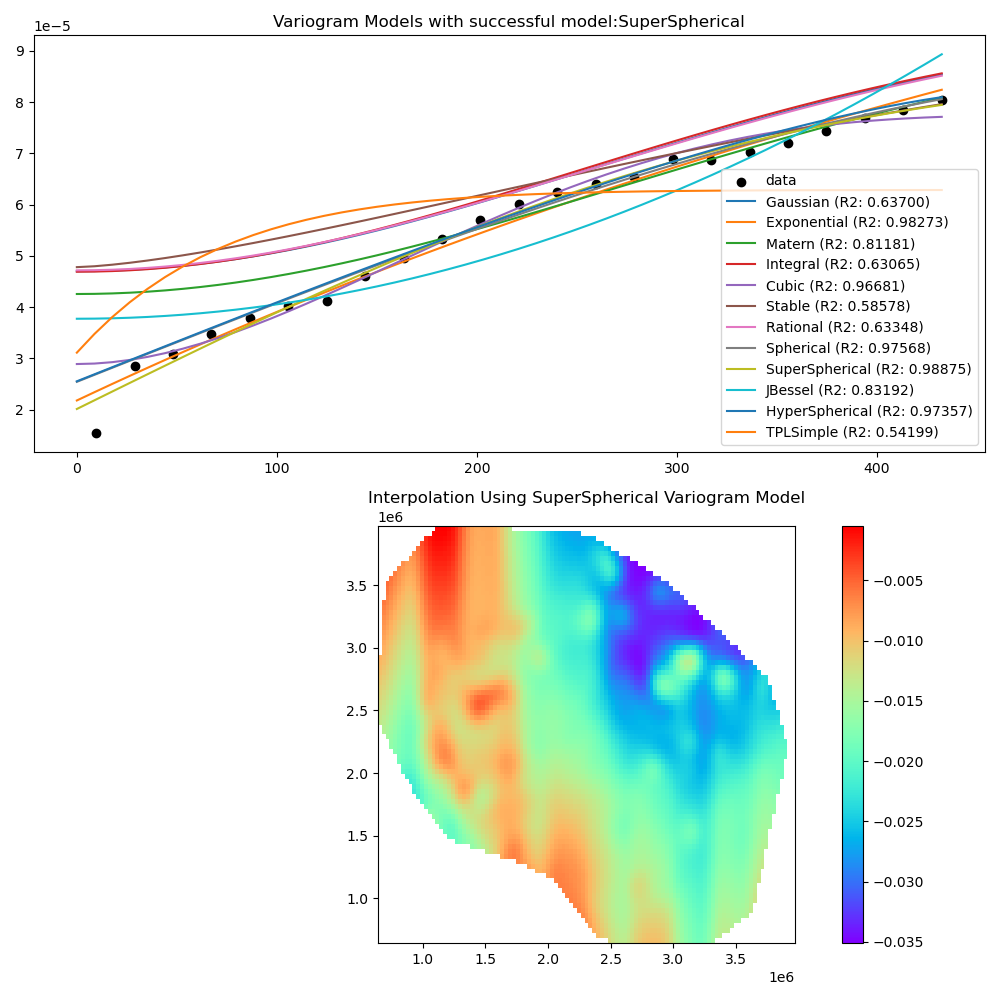 Variogram Models with successful model:SuperSpherical
1e−5
9
8
7
6
5
4
3
2
0 100 200 300 400
data
Gaussian (R2: 0.63700)
Exponential (R2: 0.98273)
Matern (R2: 0.81181)
Integral (R2: 0.63065)
Cubic (R2: 0.96681)
Stable (R2: 0.58578)
Rational (R2: 0.63348)
Spherical (R2: 0.97568)
SuperSpherical (R2: 0.98875)
JBessel (R2: 0.83192)
HyperSpherical (R2: 0.97357)
TPLSimple (R2: 0.54199)
Interpolation Using SuperSpherical Variogram Model
1e6
3.5
3.0
2.5
2.0
1.5
1.0
1.0 1.5 2.0 2.5 3.0 3.5
1e6
−0.005
−0.010
−0.015
−0.020
−0.025
−0.030
−0.035